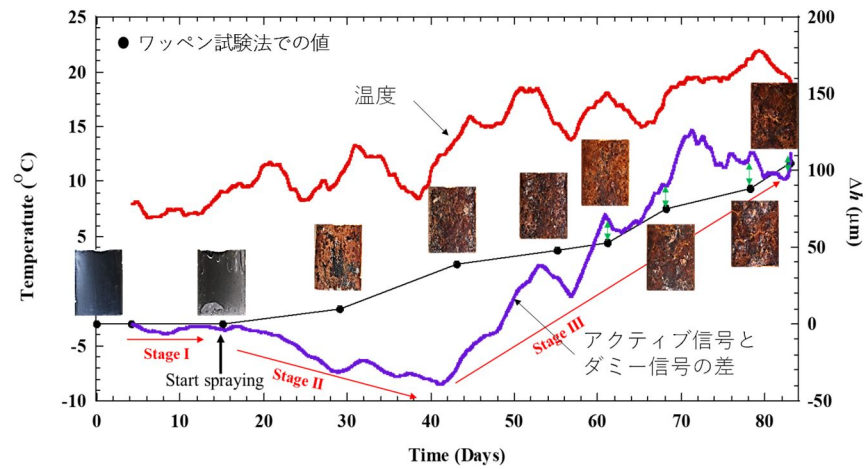 25
20
15
10
5
-5
-10
Temperatute (°C)
200
150
100
50
0
-50
Δh (μm)
ワッペン試験法での値
温度
Stage I
Start spraying
Stage II
Stage III
アクティブ信号と
ダミー信号の差
0
10
20
30
40
50
60
70
80
Time (Days)